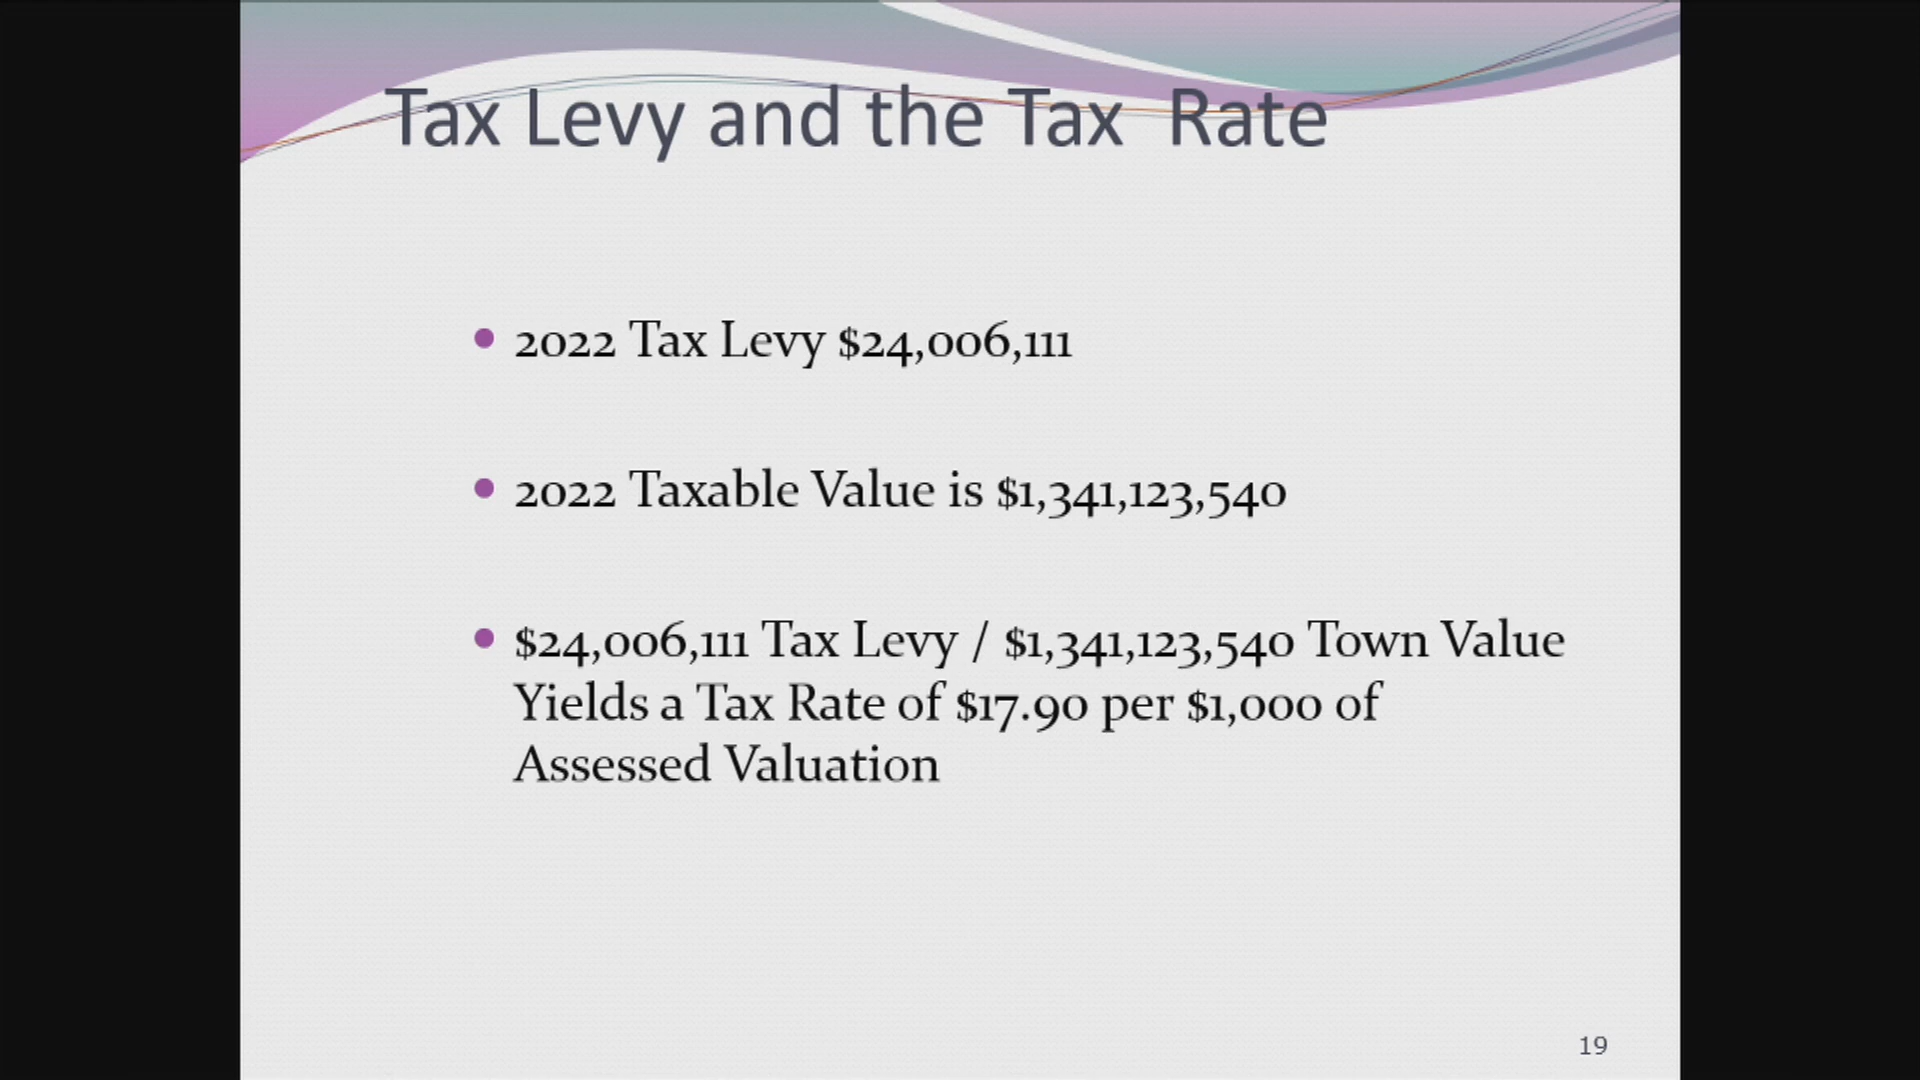 Tax Levy and the Tax  Rate
• 2022 Tax Levy $24,006,111
• 2022 Taxable Value is $1,341,123,540
• $24,006,111 Tax Levy / $1,341,123,540 Town Value
Yields a Tax Rate of $17.90 per $1,000 of
Assessed Valuation
19